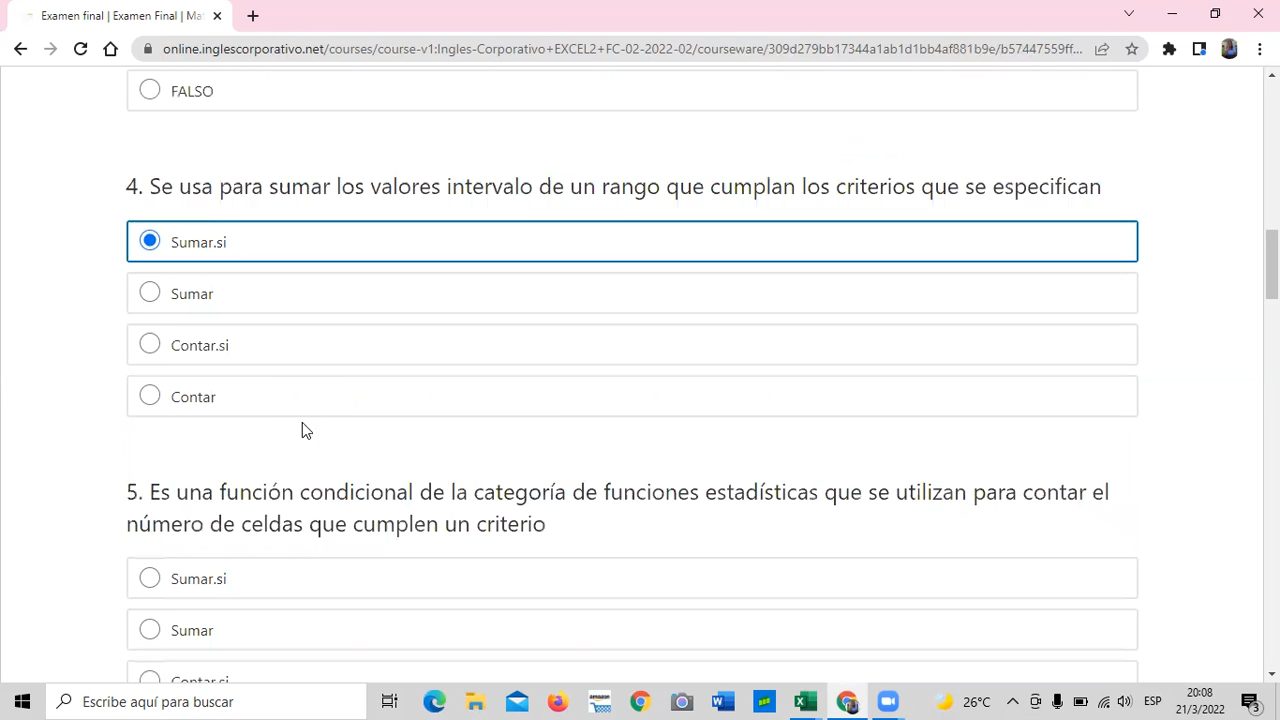 Examen final | Examen Final | Ma
online.inglescorporativo.net/courses/course-v1:Ingles-Corporativo+EXCEL2+FC-02-2022-02/courseware/309d279bb17344a1ab1d1bb4af881b9e/b57447559ff...
FALSO
4. Se usa para sumar los valores intervalo de un rango que cumplan los criterios que se especifican
Sumar.si
Sumar
Contar.si
Contar
5. Es una función condicional de la categoría de funciones estadísticas que se utilizan para contar el
número de celdas que cumplen un criterio
Sumar.si
Sumar
Contar.si
Escribe aquí para buscar
amazon
26°C
ESP
20:08
21/3/2022
3